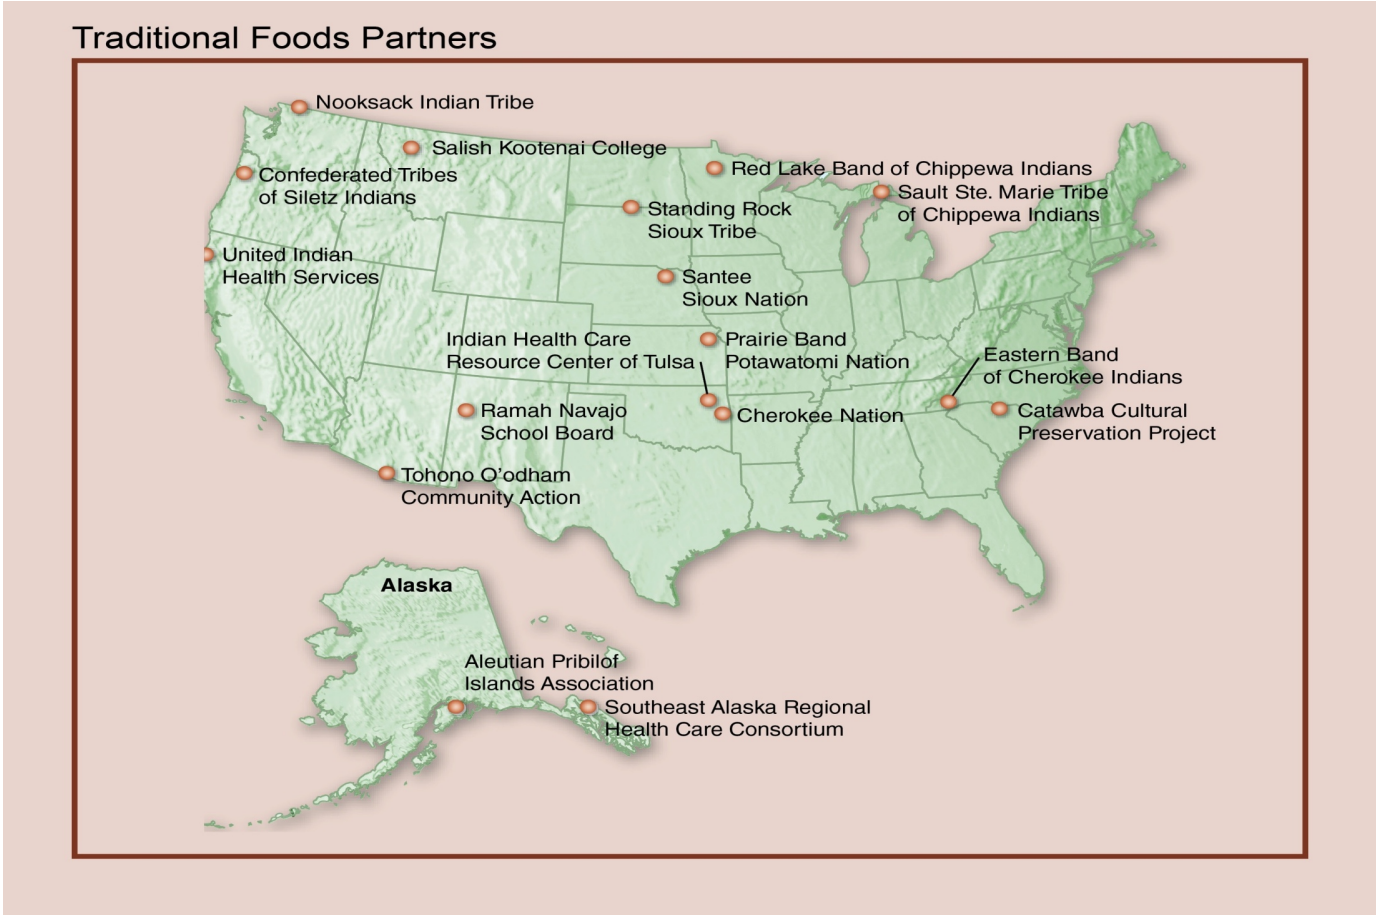 Traditional Foods Partners
Nooksack Indian Tribe
Salish Kootenai College
Confederated Tribes
of Siletz Indians
Red Lake Band of Chippewa Indians
Sault Ste. Marie Tribe
of Chippewa Indians
Standing Rock
Sioux Tribe
United Indian
Health Services
Santee
Sioux Nation
Indian Health Care
Resource Center of Tulsa
Prairie Band
Potawatomi Nation
Eastern Band
of Cherokee Indians
Ramah Navajo
School Board
Cherokee Nation
Catawba Cultural
Preservation Project
Tohono O'odham
Community Action
Alaska
Aleutian Pribilof
Islands Association
Southeast Alaska Regional
Health Care Consortium